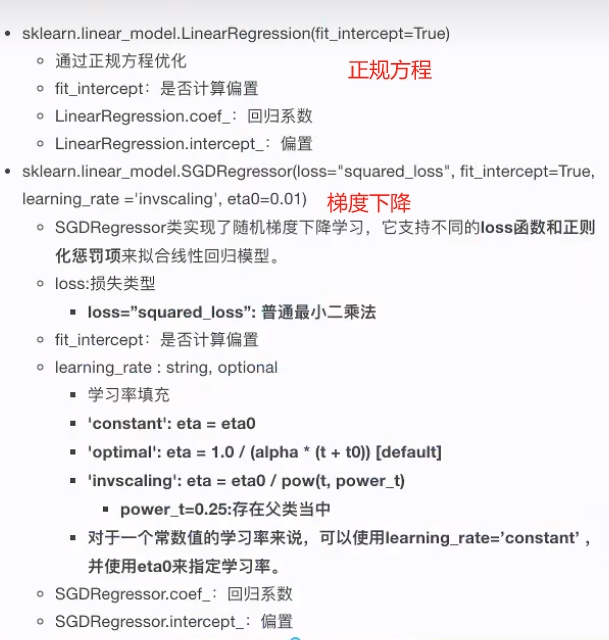 sklearn.linear_model.LinearRegression(fit_intercept=True)
通过正规方程优化
正规方程
fit_intercept：是否计算偏置
LinearRegression.coef_：回归系数
LinearRegression.intercept_：偏置
sklearn.linear_model.SGDRegressor(loss="squared_loss", fit_intercept=True,
learning_rate ='invscaling', eta0=0.01)
梯度下降
SGDRegressor类实现了随机梯度下降学习，它支持不同的loss函数和正则
化惩罚项来拟合线性回归模型。
loss:损失类型
loss=”squared_loss”: 普通最小二乘法
fit_intercept：是否计算偏置
learning_rate : string, optional
学习率填充
'constant': eta = eta0
'optimal': eta = 1.0 / (alpha * (t + t0)) [default]
'invscaling': eta = eta0 / pow(t, power_t)
power_t=0.25:存在父类当中
对于一个常数值的学习率来说，可以使用learning_rate=’constant’ ，
并使用eta0来指定学习率。
SGDRegressor.coef_：回归系数
SGDRegressor.intercept_：偏置